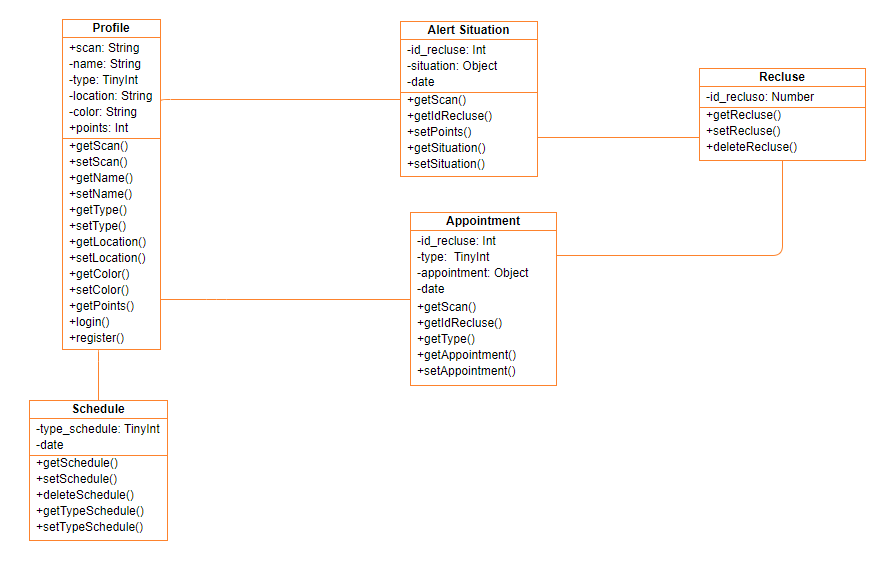 Profile
+scan: String
-name: String
-type: TinyInt
-location: String
-color: String
+points: Int
+getScan()
+setScan()
+getName()
+setName()
+getType()
+setType()
+getLocation()
+setLocation()
+getColor()
+setColor()
+getPoints()
+login()
+register()
Alert Situation
-id_recluse: Int
-situation: Object
-date
+getScan()
+getIdRecluse()
+setPoints()
+getSituation()
+setSituation()
Recluse
-id_recluso: Number
+getRecluse()
+setRecluse()
+deleteRecluse()
Appointment
-id_recluse: Int
-type: TinyInt
-appointment: Object
-date
+getScan()
+getIdRecluse()
+getType()
+getAppointment()
+setAppointment()
Schedule
-type_schedule: TinyInt
-date
+getSchedule()
+setSchedule()
+deleteSchedule()
+getTypeSchedule()
+setTypeSchedule()